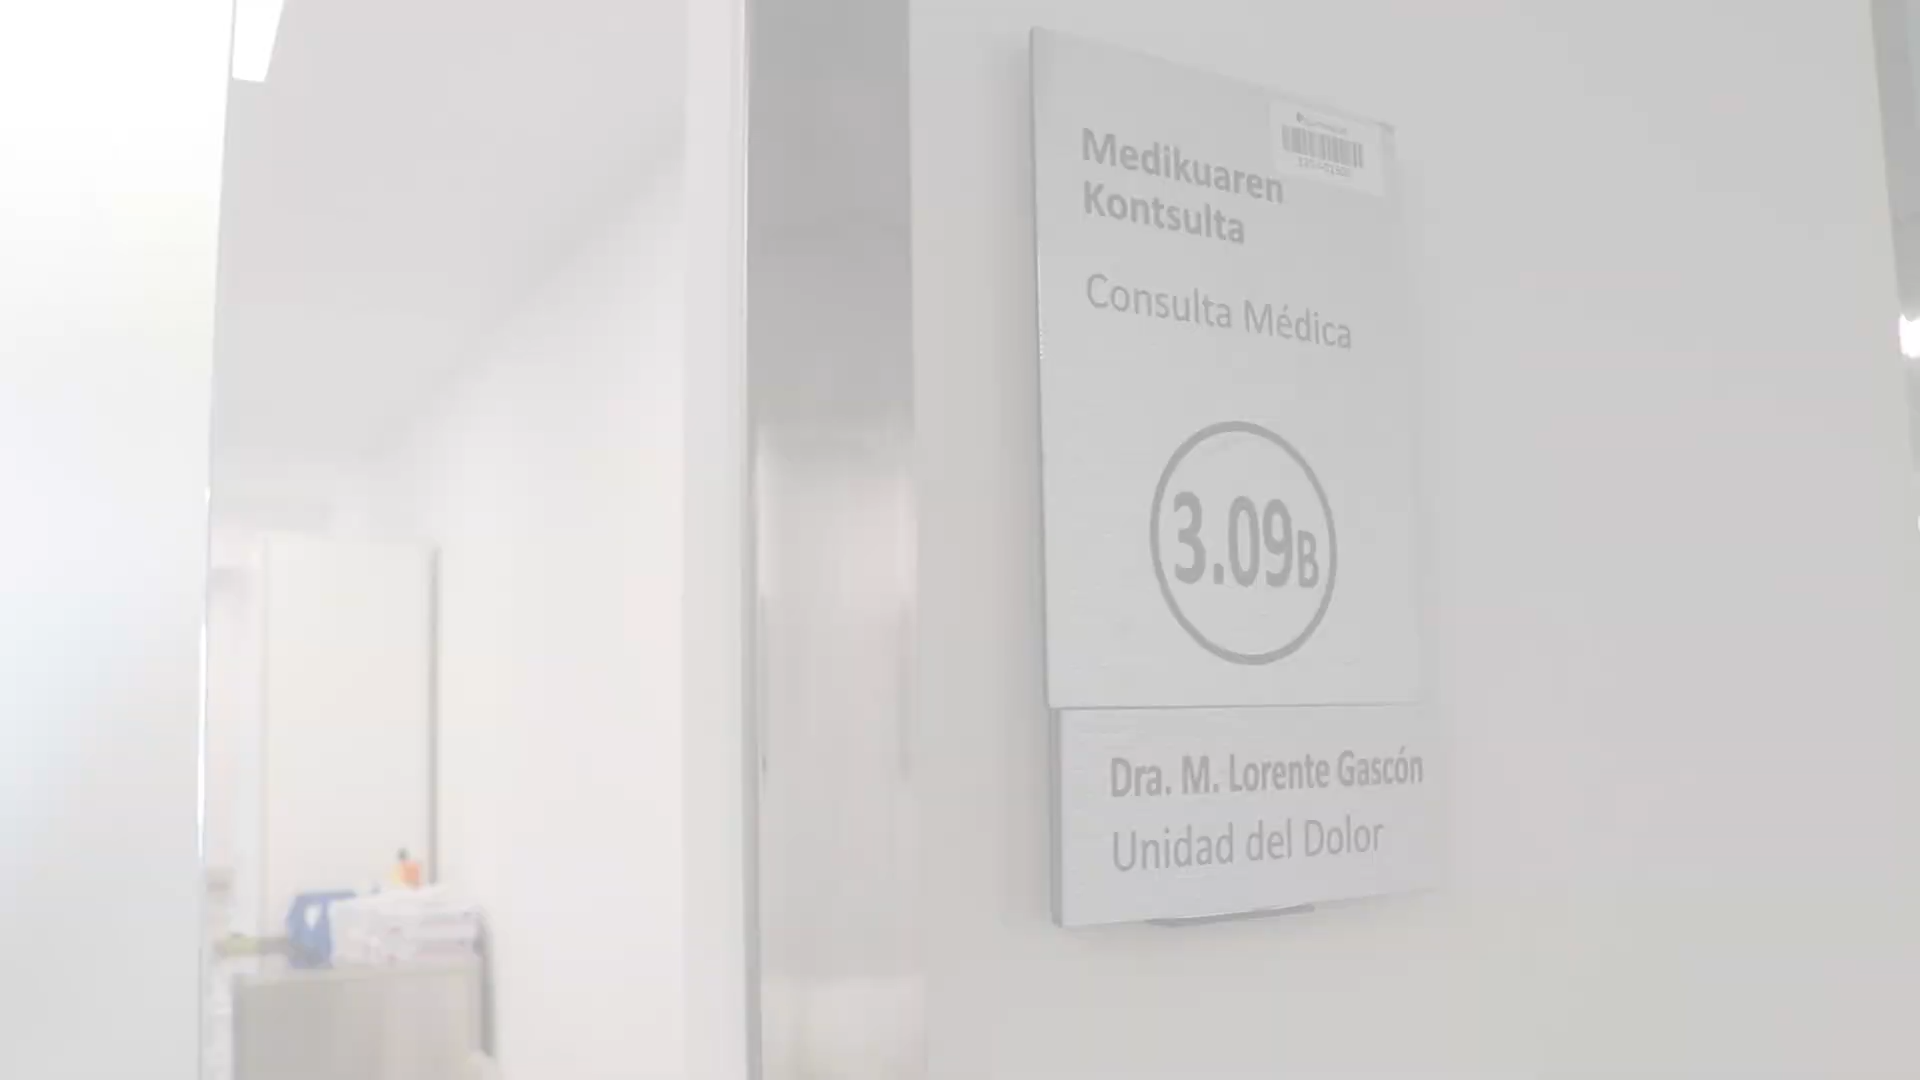 Medikuaren
Kontsulta
Consulta Médica
3.09B
Dra. M. Lorente Gascón
Unidad del Dolor